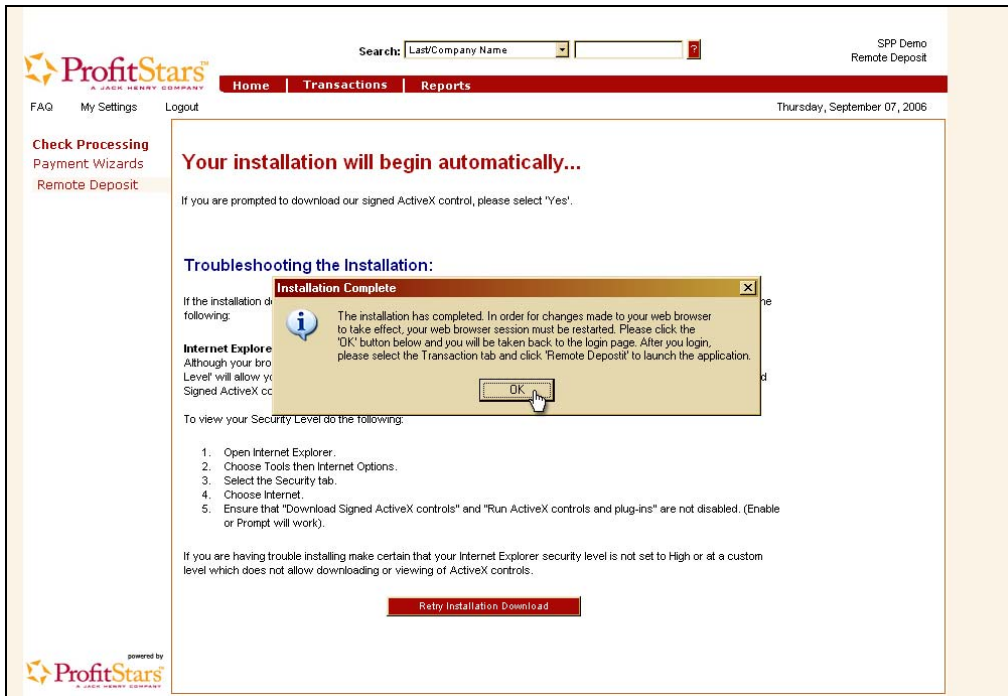 ProfitStars™
A JACK HENRY COMPANY
Search: Last/Company Name ?
SPP Demo
Remote Deposit
Home Transactions Reports
FAQ My Settings Logout
Thursday, September 07, 2006
Check Processing
Payment Wizards
Remote Deposit
Your installation will begin automatically...
If you are prompted to download our signed ActiveX control, please select 'Yes'.
Troubleshooting the Installation:
If the installation
following:
Installation Complete
The installation has completed. In order for changes made to your web browser
to take effect, your web browser session must be restarted. Please click the
'OK' button below and you will be taken back to the login page. After you login,
please select the Transaction tab and click 'Remote Depostit' to launch the application.
OK
Internet Explore
Although your bro
Level' will allow yo
Signed ActiveX co
To view your Security Level do the following:
1. Open Internet Explorer.
2. Choose Tools then Internet Options.
3. Select the Security tab.
4. Choose Internet.
5. Ensure that "Download Signed ActiveX controls" and "Run ActiveX controls and plug-ins" are not disabled. (Enable
or Prompt will work).
If you are having trouble installing make certain that your Internet Explorer security level is not set to High or at a custom
level which does not allow downloading or viewing of ActiveX controls.
Retry Installation Download
powered by
ProfitStars™
A JACK HENRY COMPANY